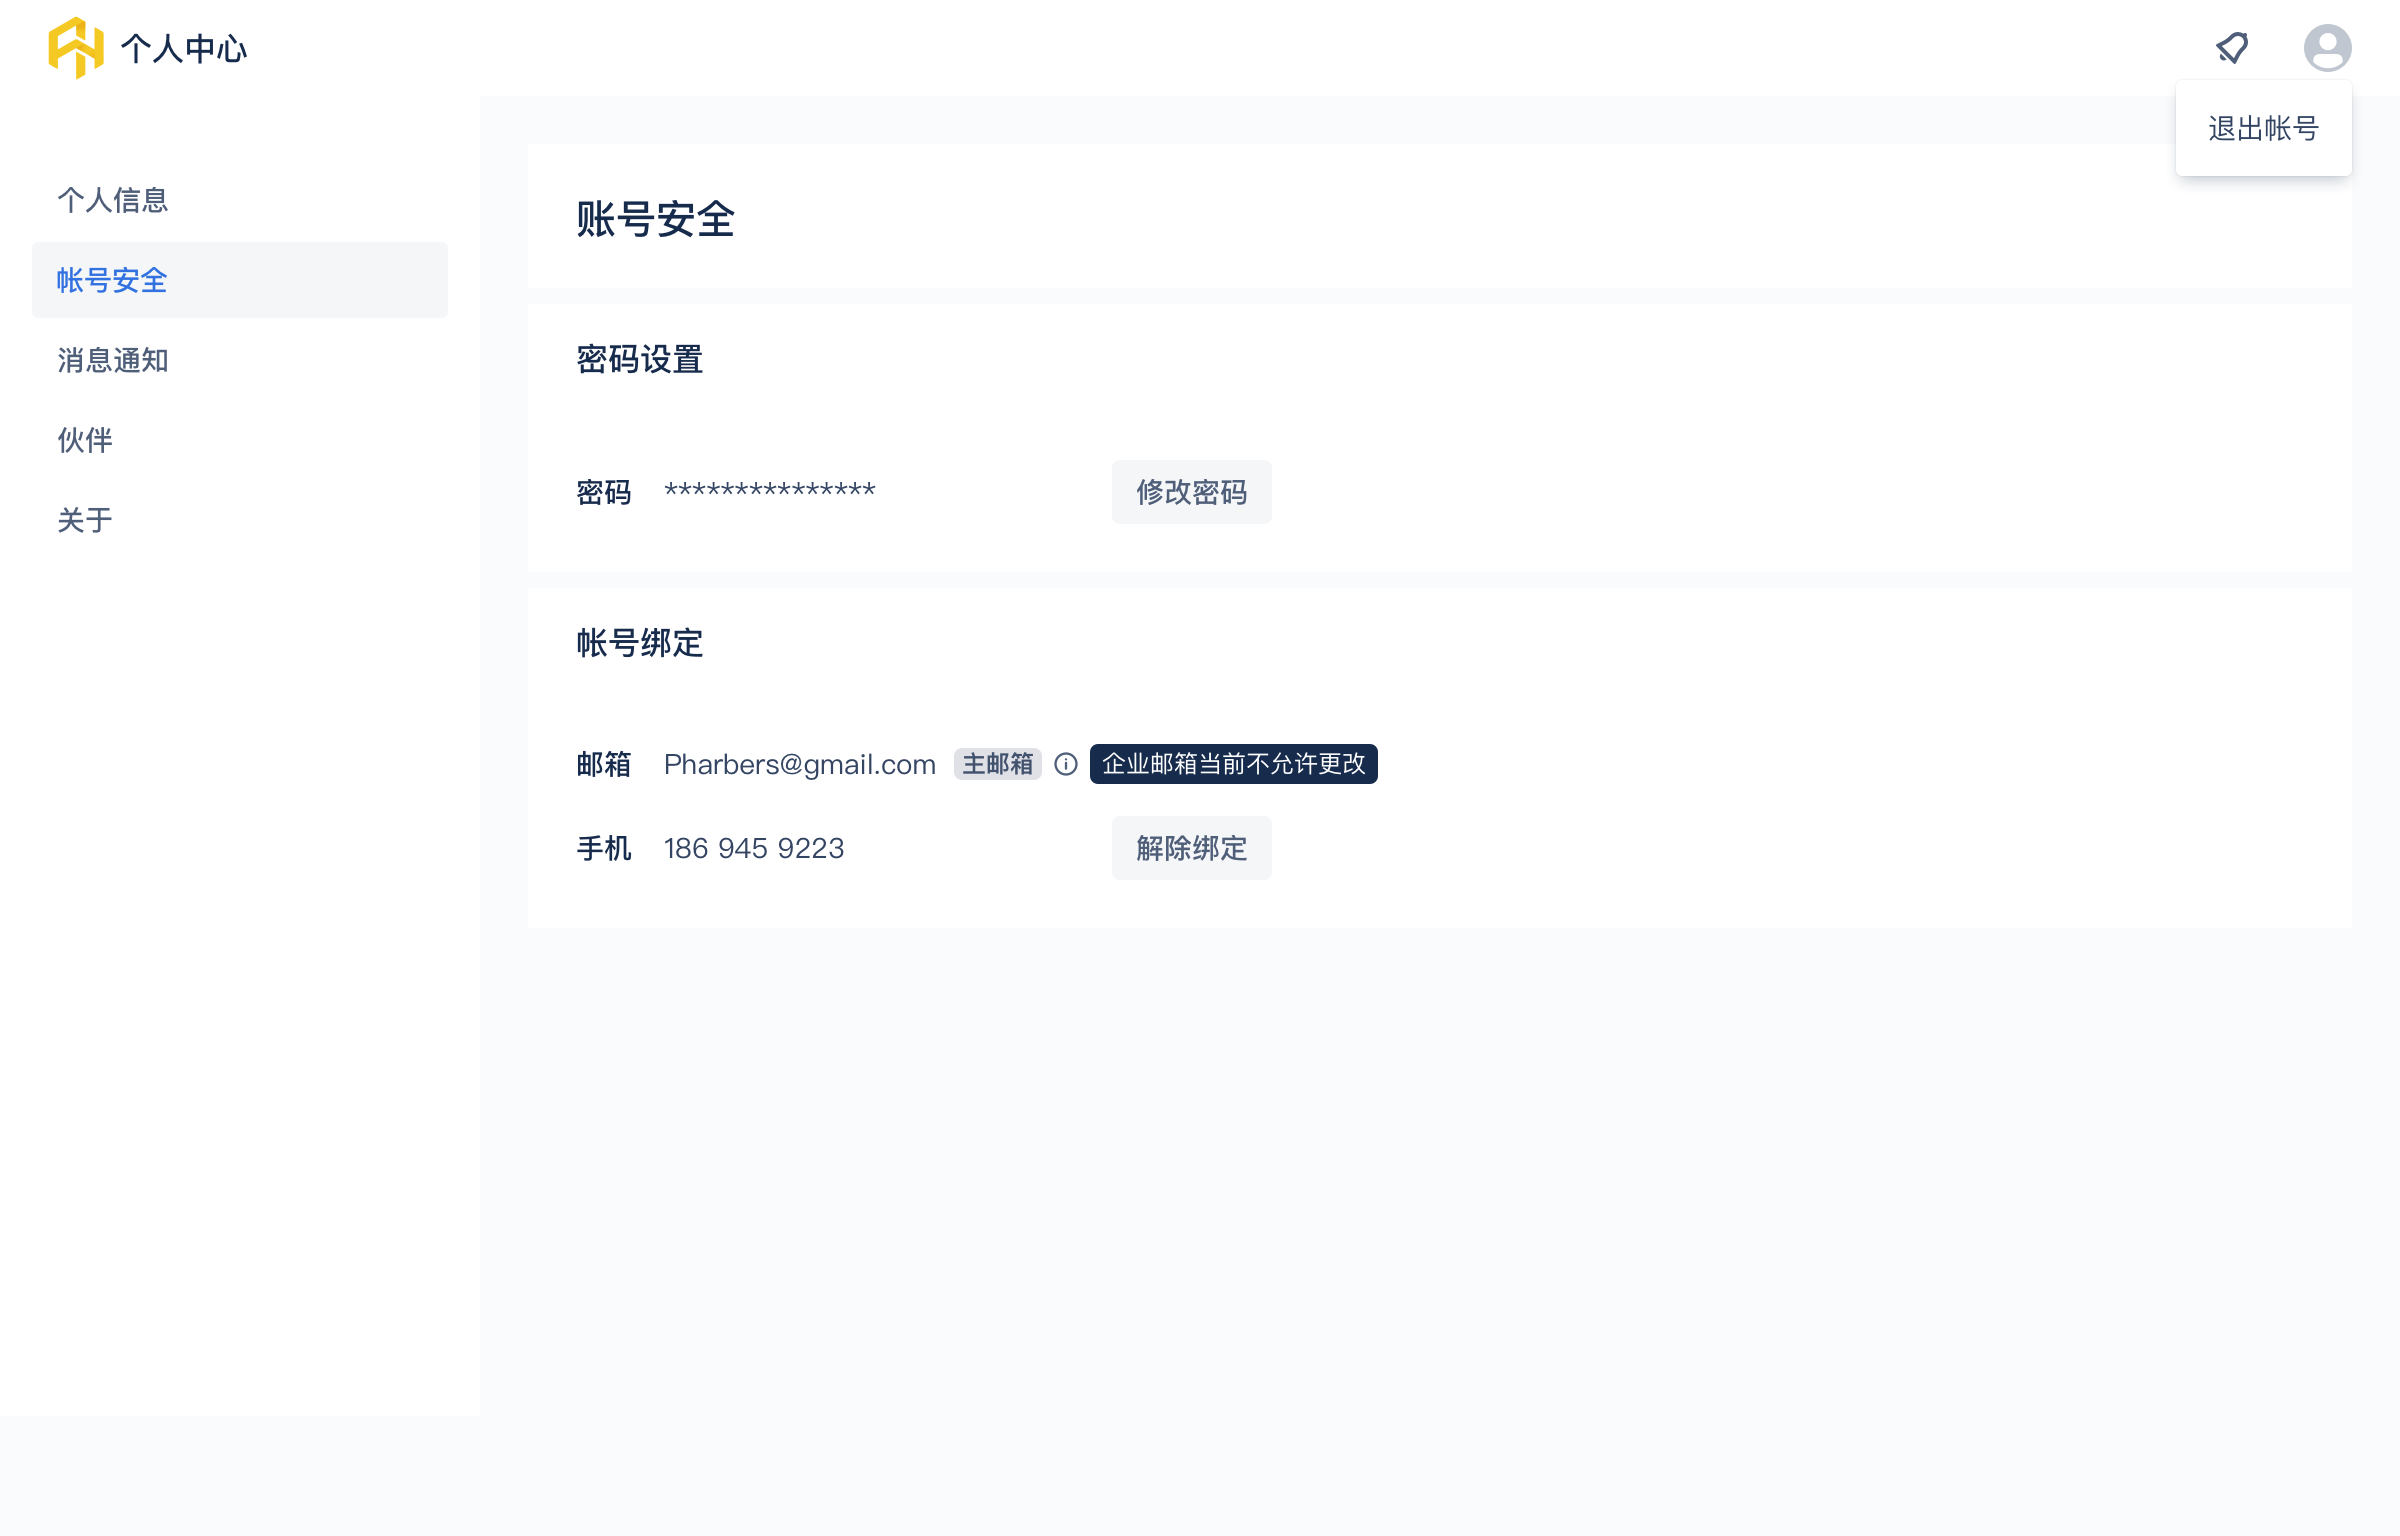 个人中心
退出帐号
个人信息
帐号安全
消息通知
伙伴
关于
账号安全
密码设置
密码 ***************
修改密码
帐号绑定
邮箱 Pharbers@gmail.com 主邮箱 企业邮箱当前不允许更改
手机 186 945 9223
解除绑定